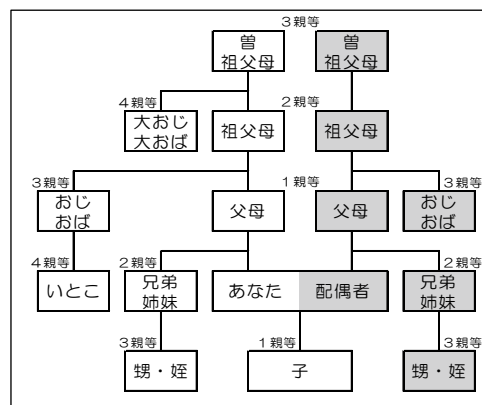 3親等
曽
祖父母
曽
祖父母
4親等
大おじ
大おば
2親等
祖父母
祖父母
3親等
おじ
おば
1親等
父母
父母
3親等
おじ
おば
4親等
いとこ
2親等
兄弟
姉妹
あなた
配偶者
2親等
兄弟
姉妹
3親等
甥・姪
1親等
子
3親等
甥・姪